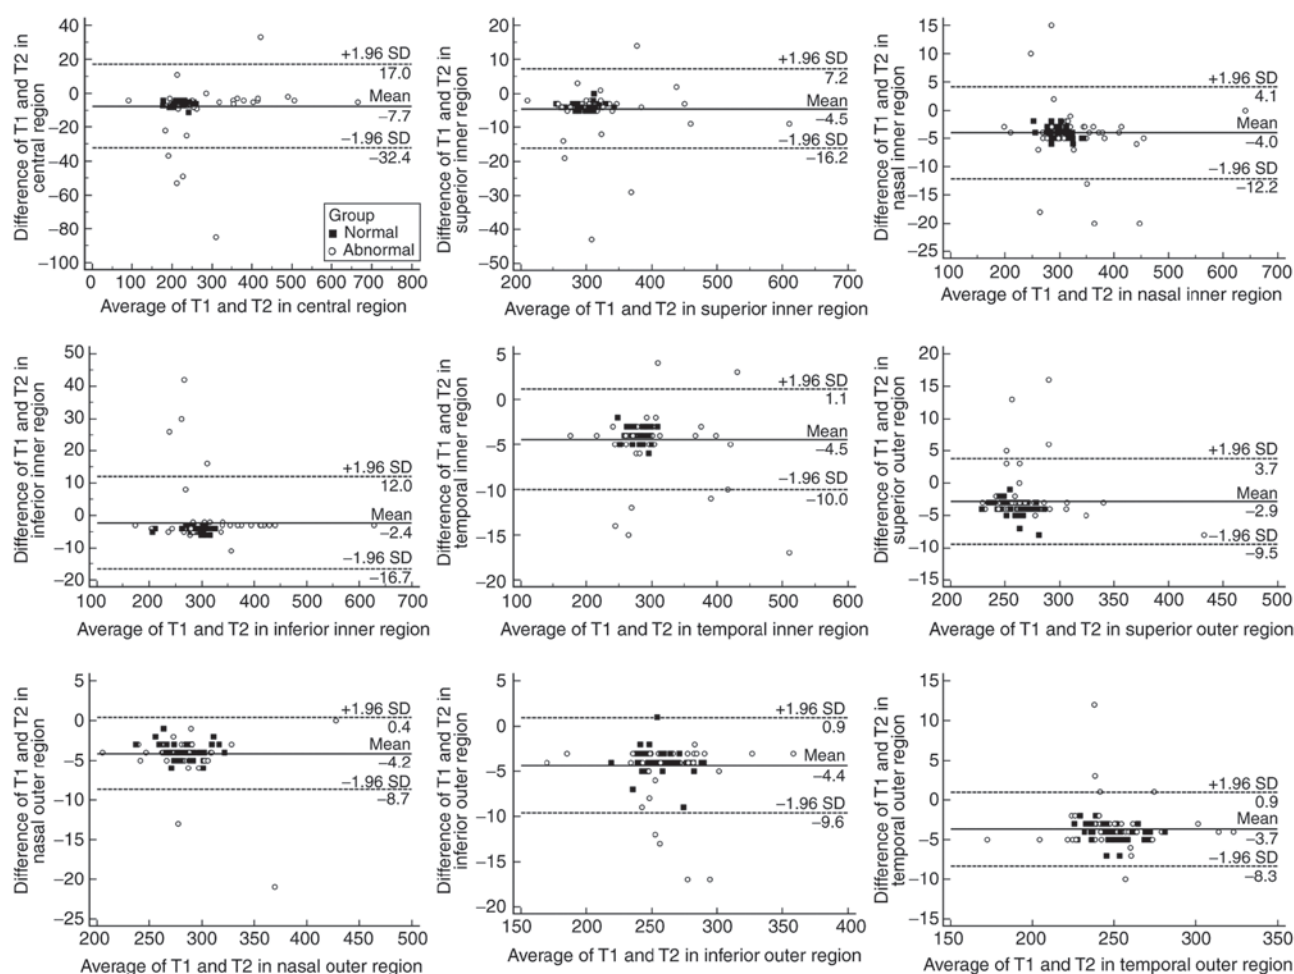 Difference of T1 and T2 in
central region
40
20
0
−20
−40
−60
−80
−100
+1.96 SD
17.0
Mean
−7.7
−1.96 SD
−32.4
Group
Normal
Abnormal
0 100 200 300 400 500 600 700 800
Average of T1 and T2 in central region
Difference of T1 and T2 in
superior inner region
20
10
0
−10
−20
−30
−40
−50
+1.96 SD
7.2
Mean
−4.5
−1.96 SD
−16.2
200 300 400 500 600 700
Average of T1 and T2 in superior inner region
Difference of T1 and T2 in
nasal inner region
15
10
5
0
−5
−10
−15
−20
−25
+1.96 SD
4.1
Mean
−4.0
−1.96 SD
−12.2
100 200 300 400 500 600 700
Average of T1 and T2 in nasal inner region
Difference of T1 and T2 in
inferior inner region
50
40
30
20
10
0
−10
−20
+1.96 SD
12.0
Mean
−2.4
−1.96 SD
−16.7
100 200 300 400 500 600 700
Average of T1 and T2 in inferior inner region
Difference of T1 and T2 in
temporal inner region
5
0
−5
−10
−15
−20
+1.96 SD
1.1
Mean
−4.5
−1.96 SD
−10.0
100 200 300 400 500 600
Average of T1 and T2 in temporal inner region
Difference of T1 and T2 in
superior outer region
20
15
10
5
0
−5
−10
−15
+1.96 SD
3.7
Mean
−2.9
−1.96 SD
−9.5
200 250 300 350 400 450 500
Average of T1 and T2 in superior outer region
Difference of T1 and T2 in
nasal outer region
5
0
−5
−10
−15
−20
−25
+1.96 SD
0.4
Mean
−4.2
−1.96 SD
−8.7
200 250 300 350 400 450 500
Average of T1 and T2 in nasal outer region
Difference of T1 and T2 in
inferior outer region
5
0
−5
−10
−15
−20
+1.96 SD
0.9
Mean
−4.4
−1.96 SD
−9.6
150 200 250 300 350 400
Average of T1 and T2 in inferior outer region
Difference of T1 and T2 in
temporal outer region
15
10
5
0
−5
−10
−15
+1.96 SD
0.9
Mean
−3.7
−1.96 SD
−8.3
150 200 250 300 350
Average of T1 and T2 in temporal outer region